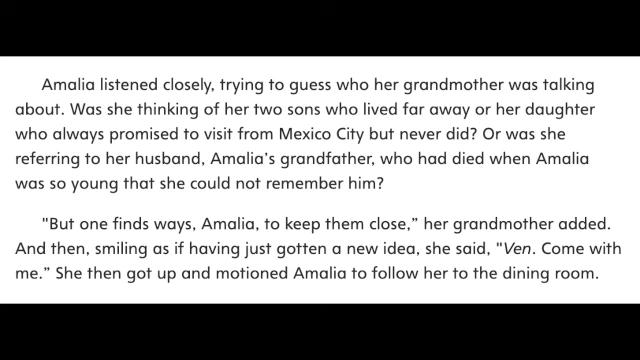 Amalia listened closely, trying to guess who her grandmother was talking
about. Was she thinking of her two sons who lived far away or her daughter
who always promised to visit from Mexico City but never did? Or was she
referring to her husband, Amalia's grandfather, who had died when Amalia
was so young that she could not remember him?
"But one finds ways, Amalia, to keep them close,” her grandmother added.
And then, smiling as if having just gotten a new idea, she said, "Ven. Come with
me.” She then got up and motioned Amalia to follow her to the dining room.